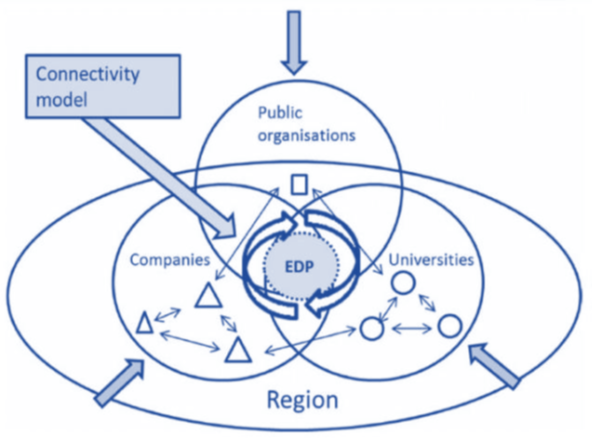 Connectivity
model
Public
organisations
Companies
EDP
Universities
Region